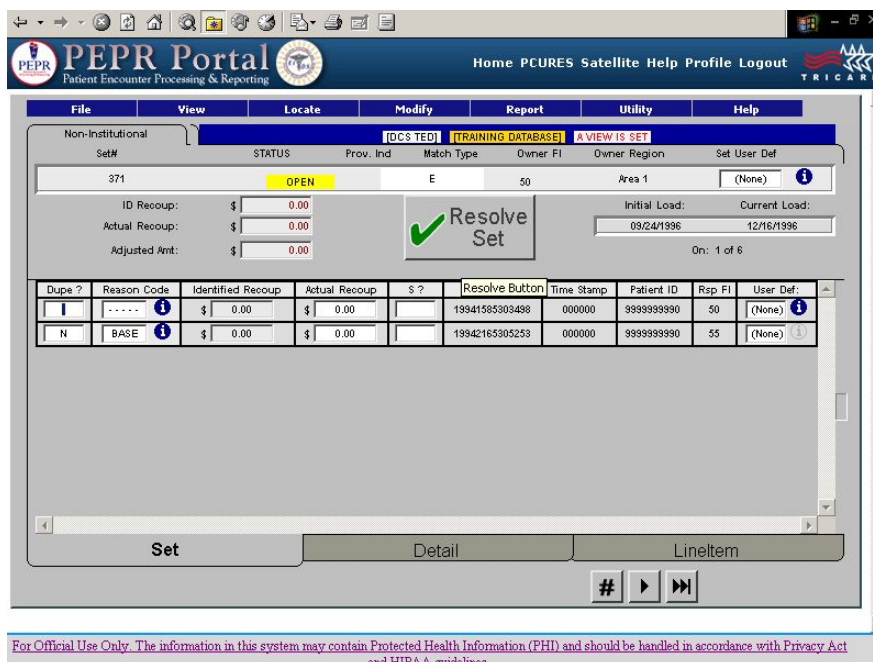 PEPR Portal
Patient Encounter Processing & Reporting
PEPR
Home PCURES Satellite Help Profile Logout
TRICAR
File View Locate Modify Report Utility Help
Non-Institutional [DCS TED] [TRAINING DATABASE] A VIEW IS SET
Set# STATUS Prov. Ind Match Type Owner FI Owner Region Set User Def
371 OPEN E 50 Area 1 (None)
ID Recoup: $ 0.00
Actual Recoup: $ 0.00
Adjusted Amt: $ 0.00
Resolve
Set
Initial Load: Current Load:
09/24/1996 12/16/1996
On: 1 of 6
Resolve Button
Dupe ? Reason Code Identified Recoup Actual Recoup S ? Time Stamp Patient ID Rsp FI User Def:
----- $ 0.00 $ 0.00 19941585303498 000000 9999999990 50 (None)
N BASE $ 0.00 $ 0.00 19942165305253 000000 9999999990 55 (None)
Set Detail LineItem
#
For Official Use Only. The information in this system may contain Protected Health Information (PHI) and should be handled in accordance with Privacy Act
and HIPAA guidelines